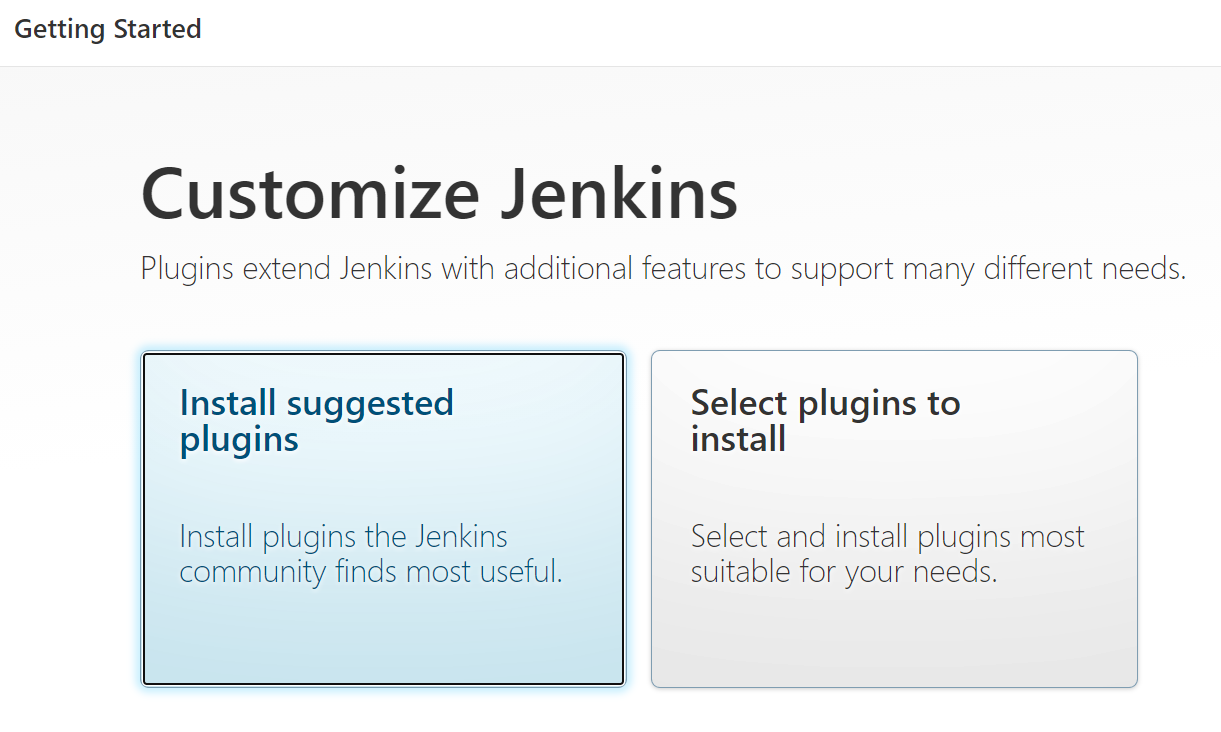 Getting Started
Customize Jenkins
Plugins extend Jenkins with additional features to support many different needs.
Install suggested
plugins
Install plugins the Jenkins
community finds most useful.
Select plugins to
install
Select and install plugins most
suitable for your needs.